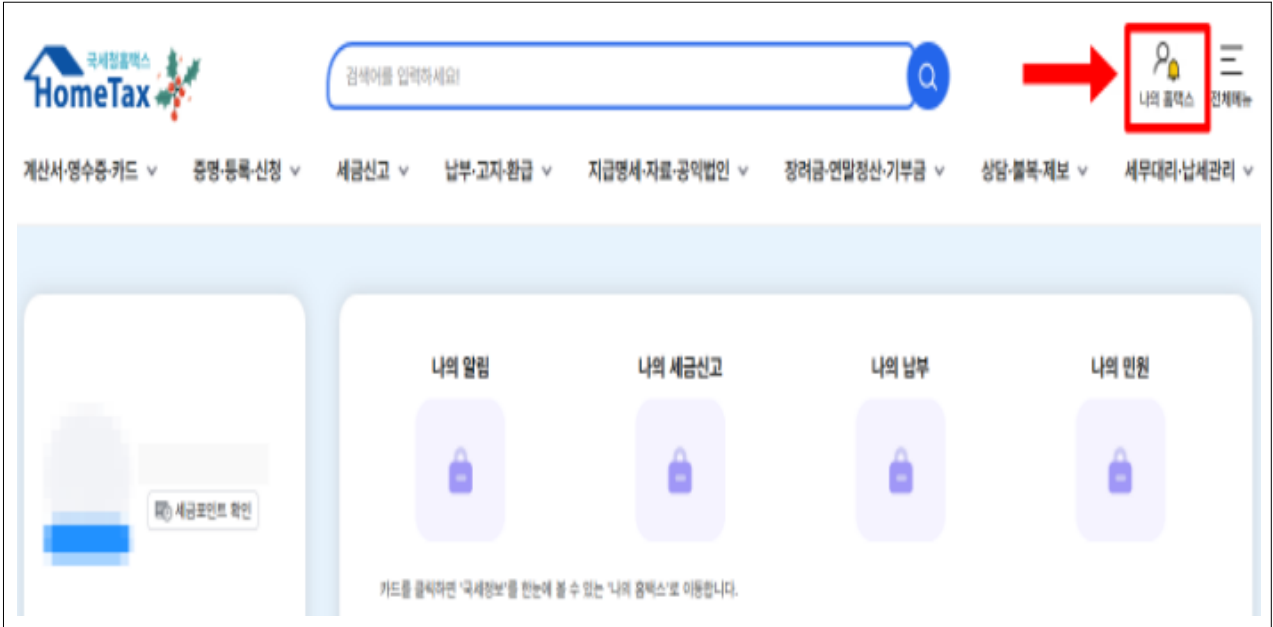 국세청홈택스
HomeTax
검색어를 입력하세요!
나의 홈택스
전체메뉴
계산서·영수증·카드
증명·등록·신청
세금신고
납부·고지·환급
지급명세·자료·공익법인
장려금·연말정산·기부금
상담·불복·제보
세무대리·납세관리
나의 알림
나의 세금신고
나의 납부
나의 민원
세금포인트 확인
카드를 클릭하면 '국세정보'를 한눈에 볼 수 있는 '나의 홈택스'로 이동합니다.